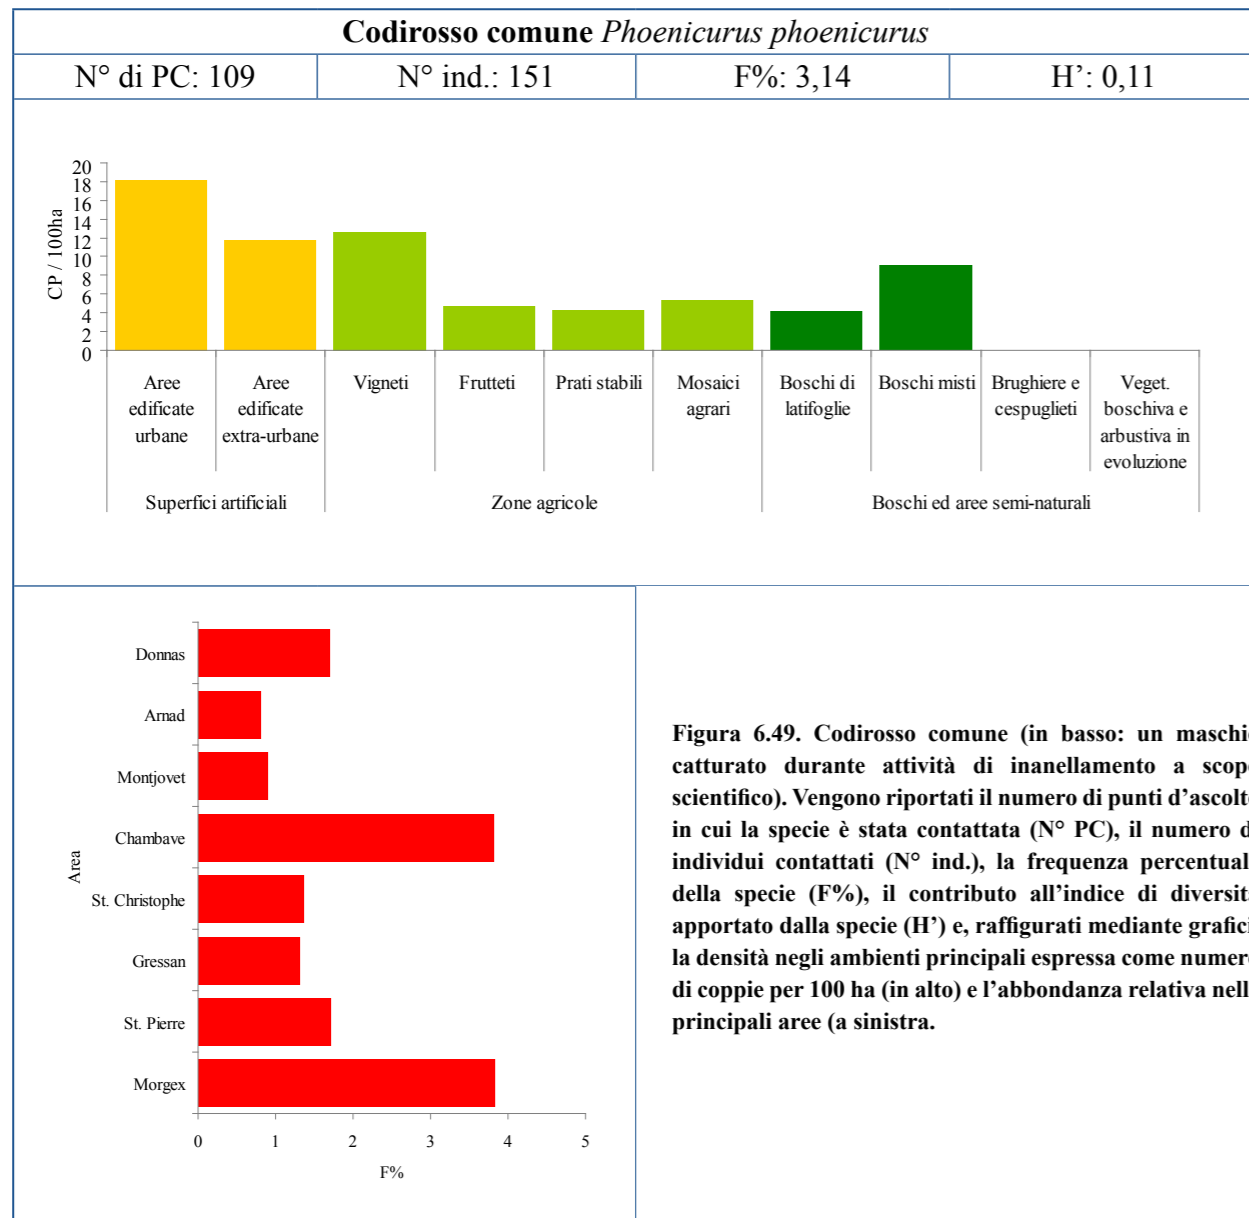 Codirosso comune Phoenicurus phoenicurus
N° di PC: 109 N° ind.: 151 F%: 3,14 H’: 0,11
20
18
16
14
12
10
8
6
4
2
0
CP / 100ha
Aree edificate urbane
Aree edificate extra-urbane
Vigneti
Frutteti
Prati stabili
Mosaici agrari
Boschi di latifoglie
Boschi misti
Brughiere e cespuglieti
Veget. boschiva e arbustiva in evoluzione
Superfici artificiali
Zone agricole
Boschi ed aree semi-naturali
Area
Donnas
Arnad
Montjovet
Chambave
St. Christophe
Gressan
St. Pierre
Morgex
0 1 2 3 4 5
F%
Figura 6.49. Codirosso comune (in basso: un maschi
catturato durante attività di inanellamento a scop
scientifico). Vengono riportati il numero di punti d’ascolt
in cui la specie è stata contattata (N° PC), il numero d
individui contattati (N° ind.), la frequenza percentual
della specie (F%), il contributo all’indice di diversit
apportato dalla specie (H’) e, raffigurati mediante grafici
la densità negli ambienti principali espressa come numer
di coppie per 100 ha (in alto) e l’abbondanza relativa nell
principali aree (a sinistra.